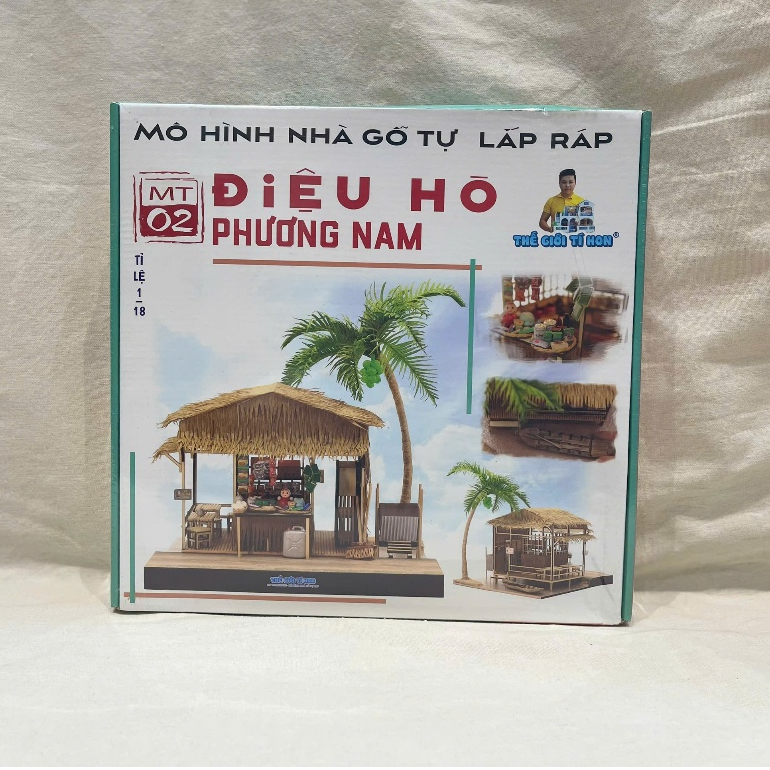 MÔ HÌNH NHÀ GỖ TỰ LẮP RÁP
MT
02
ĐiỆU HÒ
PHƯƠNG NAM
THẾ GIỚI TÍ HON®
TỈ
LỆ
1
18